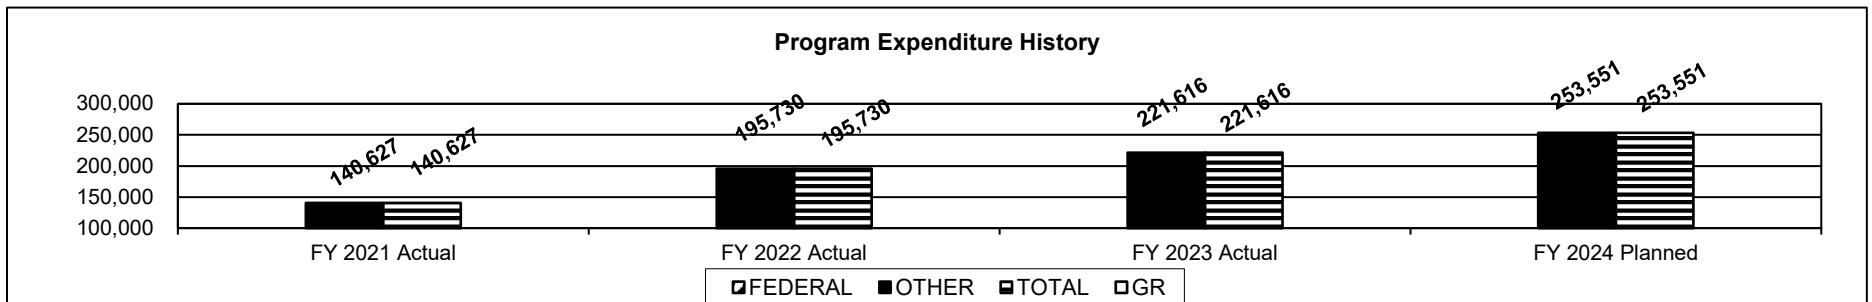 Program Expenditure History
300,000
250,000
200,000
150,000
100,000
140,627
140,627
195,730
195,730
221,616
221,616
253,551
253,551
FY 2021 Actual
FY 2022 Actual
FY 2023 Actual
FY 2024 Planned
FEDERAL OTHER TOTAL GR